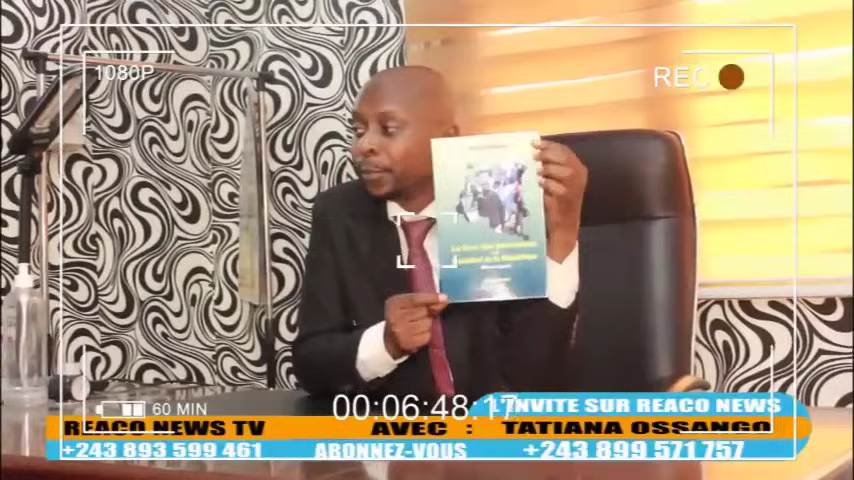 1080P
REC
60 MIN
00:06:48:17
INVITE SUR REACO NEWS
REACO NEWS TV AVEC : TATIANA OSSANGO
+243 893 599 461 ABONNEZ-VOUS +243 899 571 757